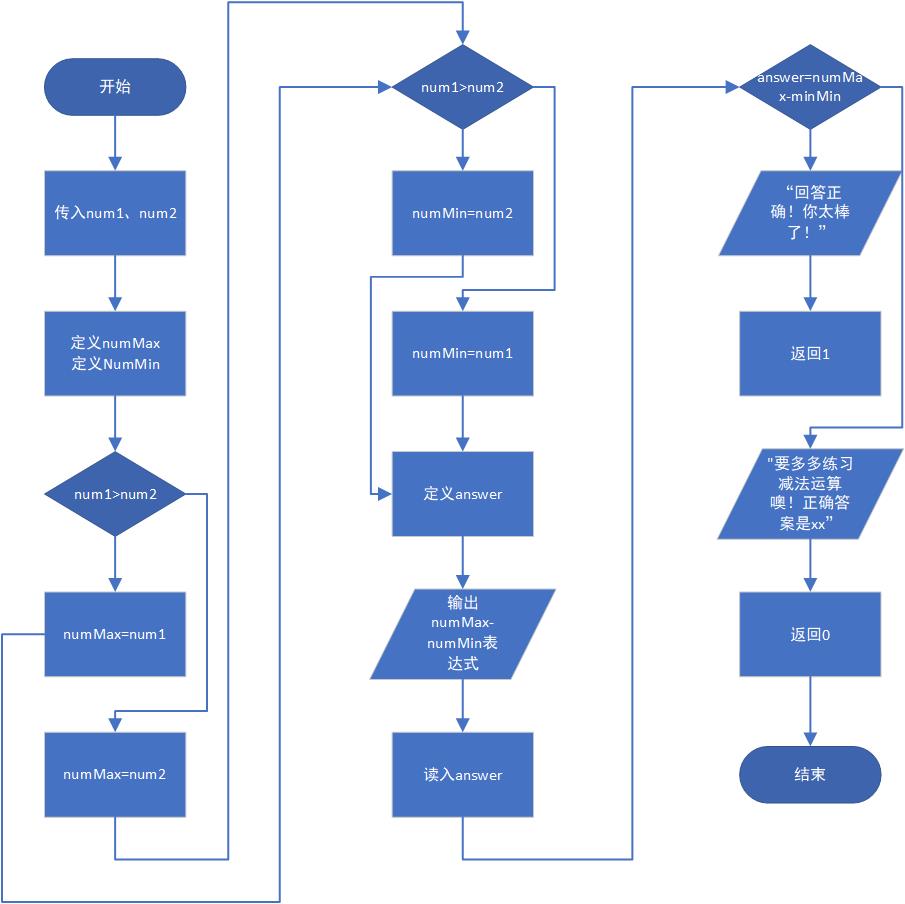 开始
传入num1、num2
定义numMax
定义NumMin
num1>num2
numMax=num1
numMax=num2
num1>num2
numMin=num2
numMin=num1
定义answer
输出
numMax-
numMin表
达式
读入answer
answer=numMa
x-minMin
“回答正
确！你太棒
了！”
返回1
"要多多练习
减法运算
噢！正确答
案是xx”
返回0
结束